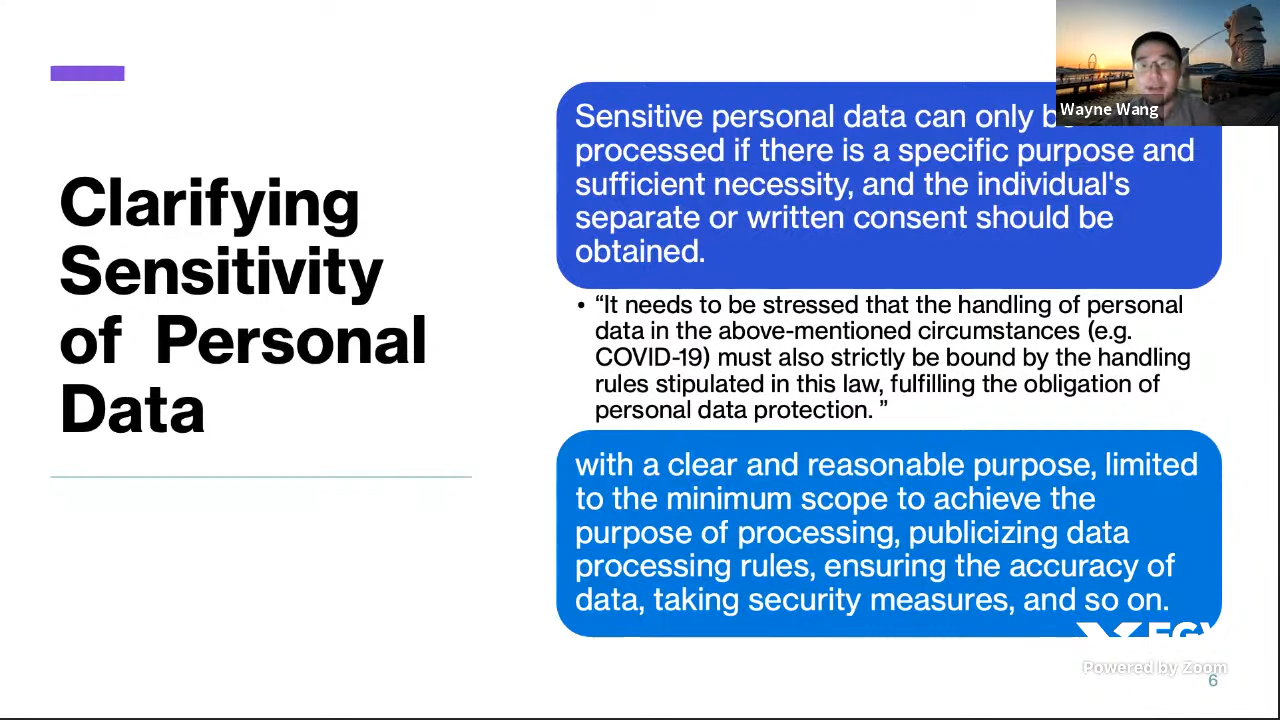 Clarifying
Sensitivity
of Personal
Data
Sensitive personal data can only
processed if there is a specific purpose and
sufficient necessity, and the individual's
separate or written consent should be
obtained.
• “It needs to be stressed that the handling of personal
data in the above-mentioned circumstances (e.g.
COVID-19) must also strictly be bound by the handling
rules stipulated in this law, fulfilling the obligation of
personal data protection. ”
with a clear and reasonable purpose, limited
to the minimum scope to achieve the
purpose of processing, publicizing data
processing rules, ensuring the accuracy of
data, taking security measures, and so on.
Wayne Wang
Powered by Zoom
6